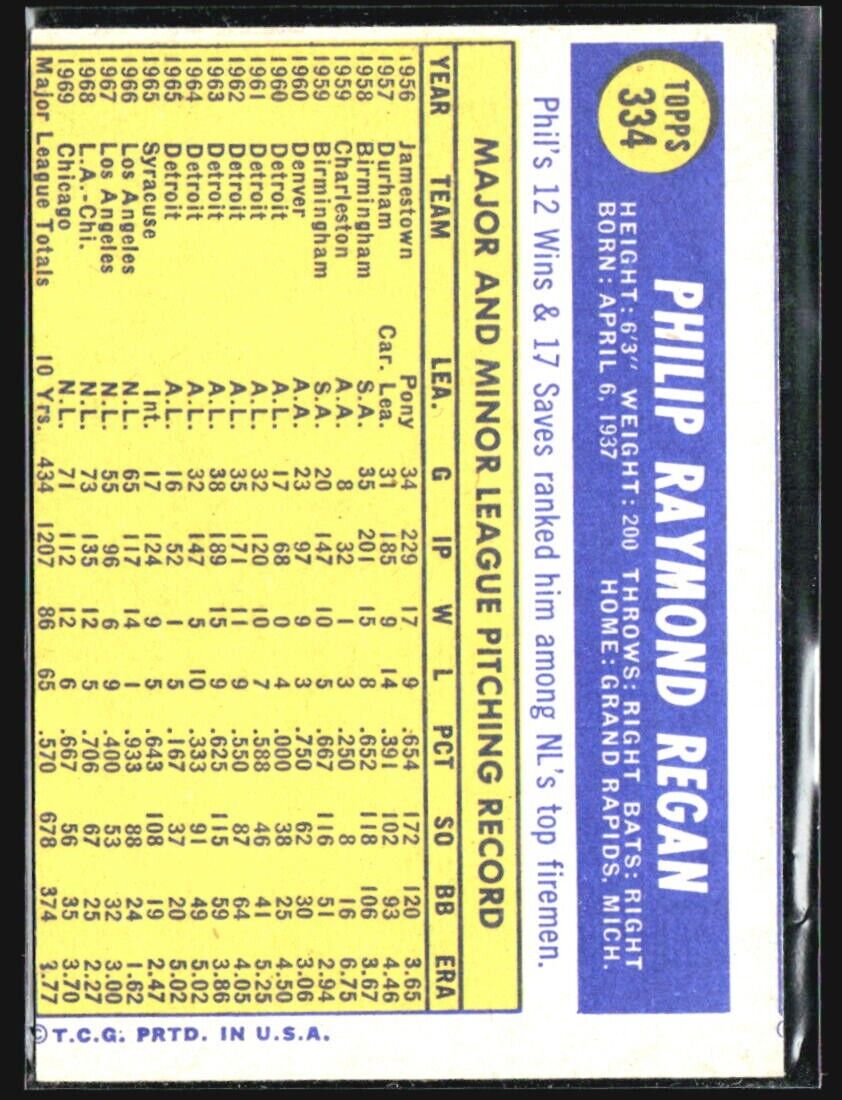 TOPPS
334
PHILIP RAYMOND REGAN
HEIGHT: 6'3" WEIGHT: 200 THROWS: RIGHT BATS: RIGHT
BORN: APRIL 6, 1937 HOME: GRAND RAPIDS, MICH.
Phil's 12 Wins & 17 Saves ranked him among NL's top firemen.
MAJOR AND MINOR LEAGUE PITCHING RECORD
YEAR TEAM LEA. G IP W L PCT SO BB ERA
1956 Jamestown Pony 34 229 17 9 .654 172 120 3.65
1957 Durham Car. Lea. 31 185 9 14 .391 102 93 4.46
1958 Birmingham S.A. 35 201 15 8 .652 118 106 3.67
1959 Charleston A.A. 8 32 1 3 .250 8 16 6.75
1959 Birmingham S.A. 20 147 10 5 .667 116 51 2.94
1960 Denver A.A. 23 97 9 3 .750 62 30 3.06
1960 Detroit A.L. 17 68 0 4 .000 38 25 4.50
1961 Detroit A.L. 32 120 10 7 .588 46 41 5.25
1962 Detroit A.L. 35 171 11 9 .550 87 64 4.05
1963 Detroit A.L. 38 189 15 9 .625 115 59 3.86
1964 Detroit A.L. 32 147 5 10 .333 91 49 5.02
1965 Detroit A.L. 16 52 1 5 .167 37 20 5.02
1965 Syracuse Int. 17 124 9 5 .643 108 19 2.47
1966 Los Angeles N.L. 65 117 14 1 .933 88 24 1.62
1967 Los Angeles N.L. 55 96 6 9 .400 53 32 3.00
1968 L.A.-Chi. N.L. 73 135 12 5 .706 67 25 2.27
1969 Chicago N.L. 71 112 12 6 .667 56 35 3.70
Major League Totals 10 Yrs. 434 1207 86 65 .570 678 374 3.77
© T.C.G. PRTD. IN U.S.A.